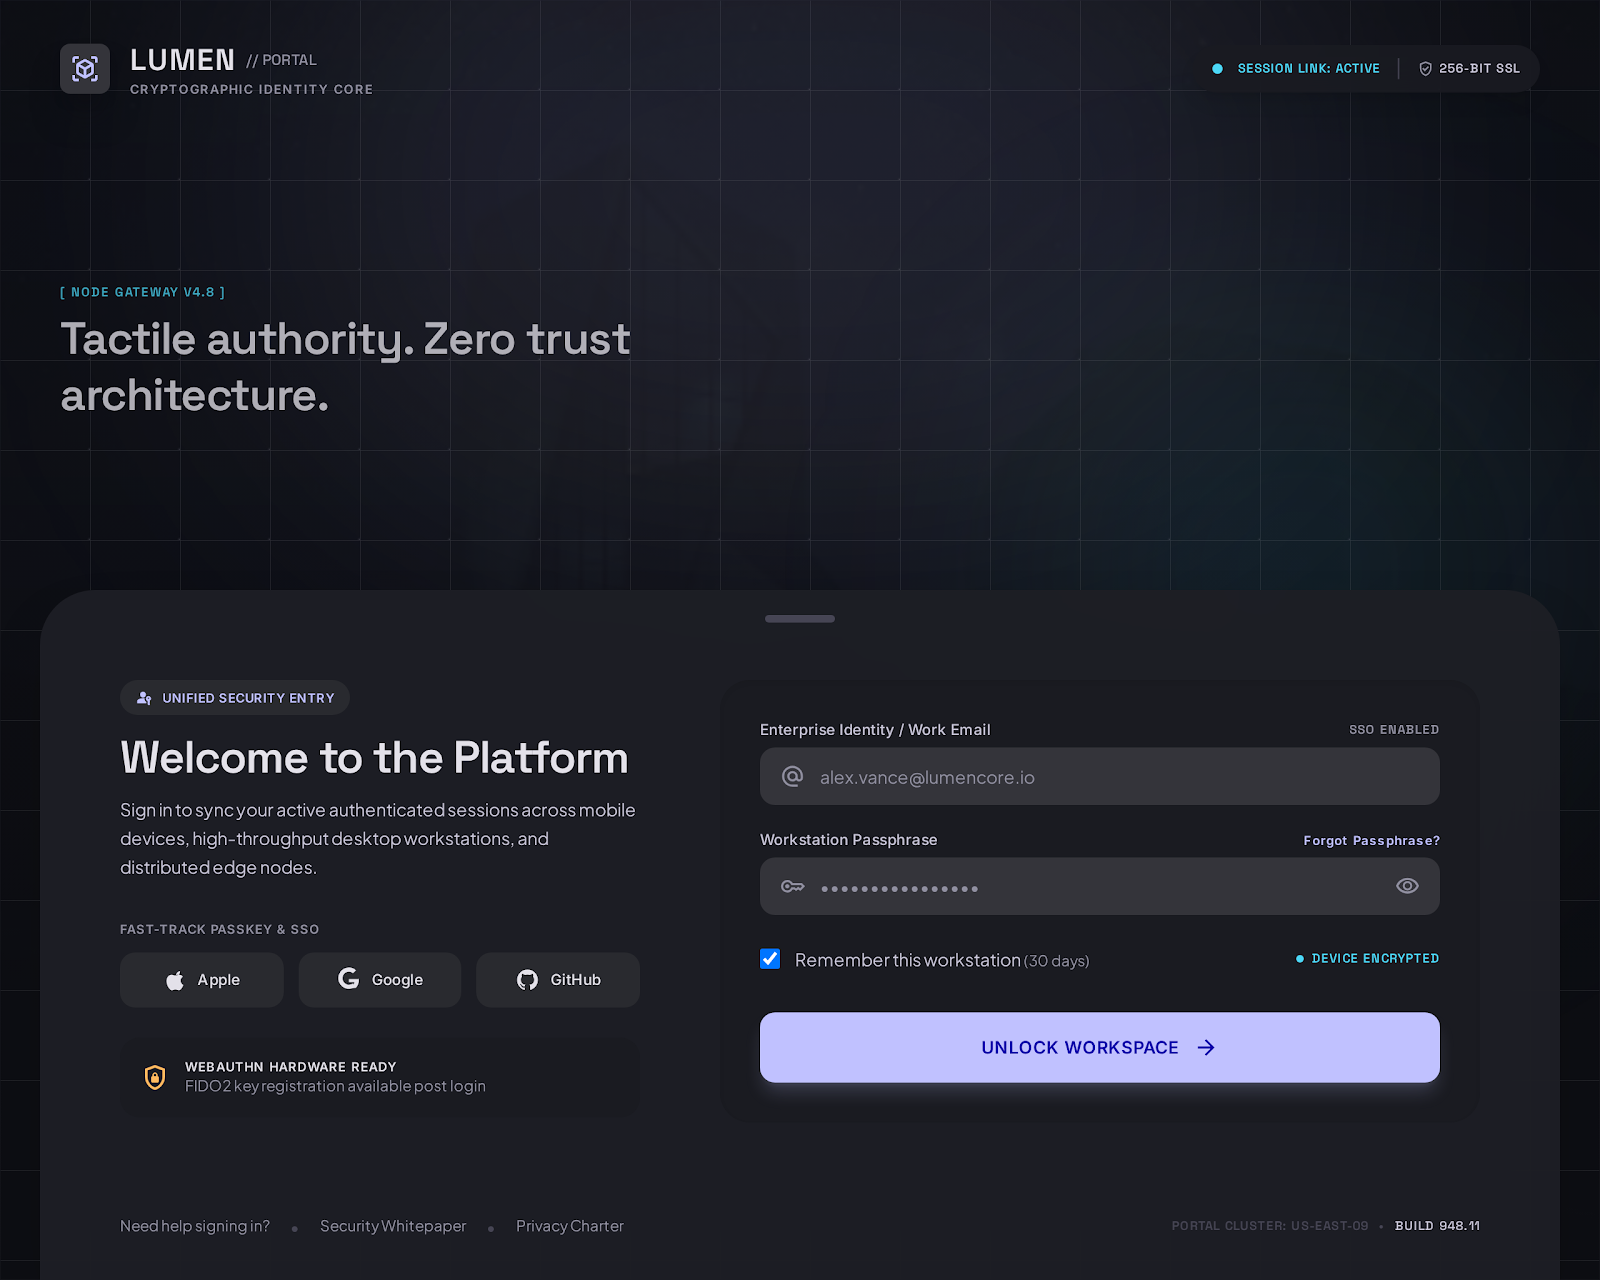 LUMEN // PORTAL
CRYPTOGRAPHIC IDENTITY CORE
SESSION LINK: ACTIVE
256-BIT SSL
[ NODE GATEWAY V4.8 ]
Tactile authority. Zero trust
architecture.
UNIFIED SECURITY ENTRY
Welcome to the Platform
Sign in to sync your active authenticated sessions across mobile
devices, high-throughput desktop workstations, and
distributed edge nodes.
FAST-TRACK PASSKEY & SSO
Apple
Google
GitHub
WEBAUTHN HARDWARE READY
FIDO2 key registration available post login
Enterprise Identity / Work Email
SSO ENABLED
alex.vance@lumencore.io
Workstation Passphrase
Forgot Passphrase?
••••••••••••••••
Remember this workstation (30 days)
DEVICE ENCRYPTED
UNLOCK WORKSPACE
Need help signing in? • Security Whitepaper • Privacy Charter
PORTAL CLUSTER: US-EAST-09 • BUILD 948.11